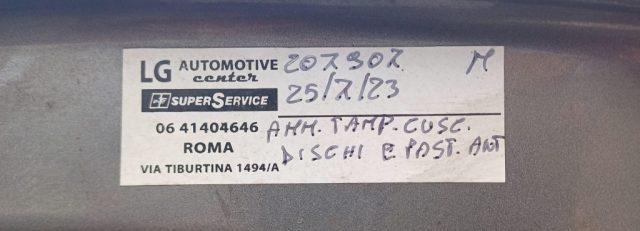 LG AUTOMOTIVE center
SUPERSERVICE
06 41404646
ROMA
VIA TIBURTINA 1494/A
207307 M
25/7/23
AMM. TAMP. CUSC.
DISCHI E PAST. ANT